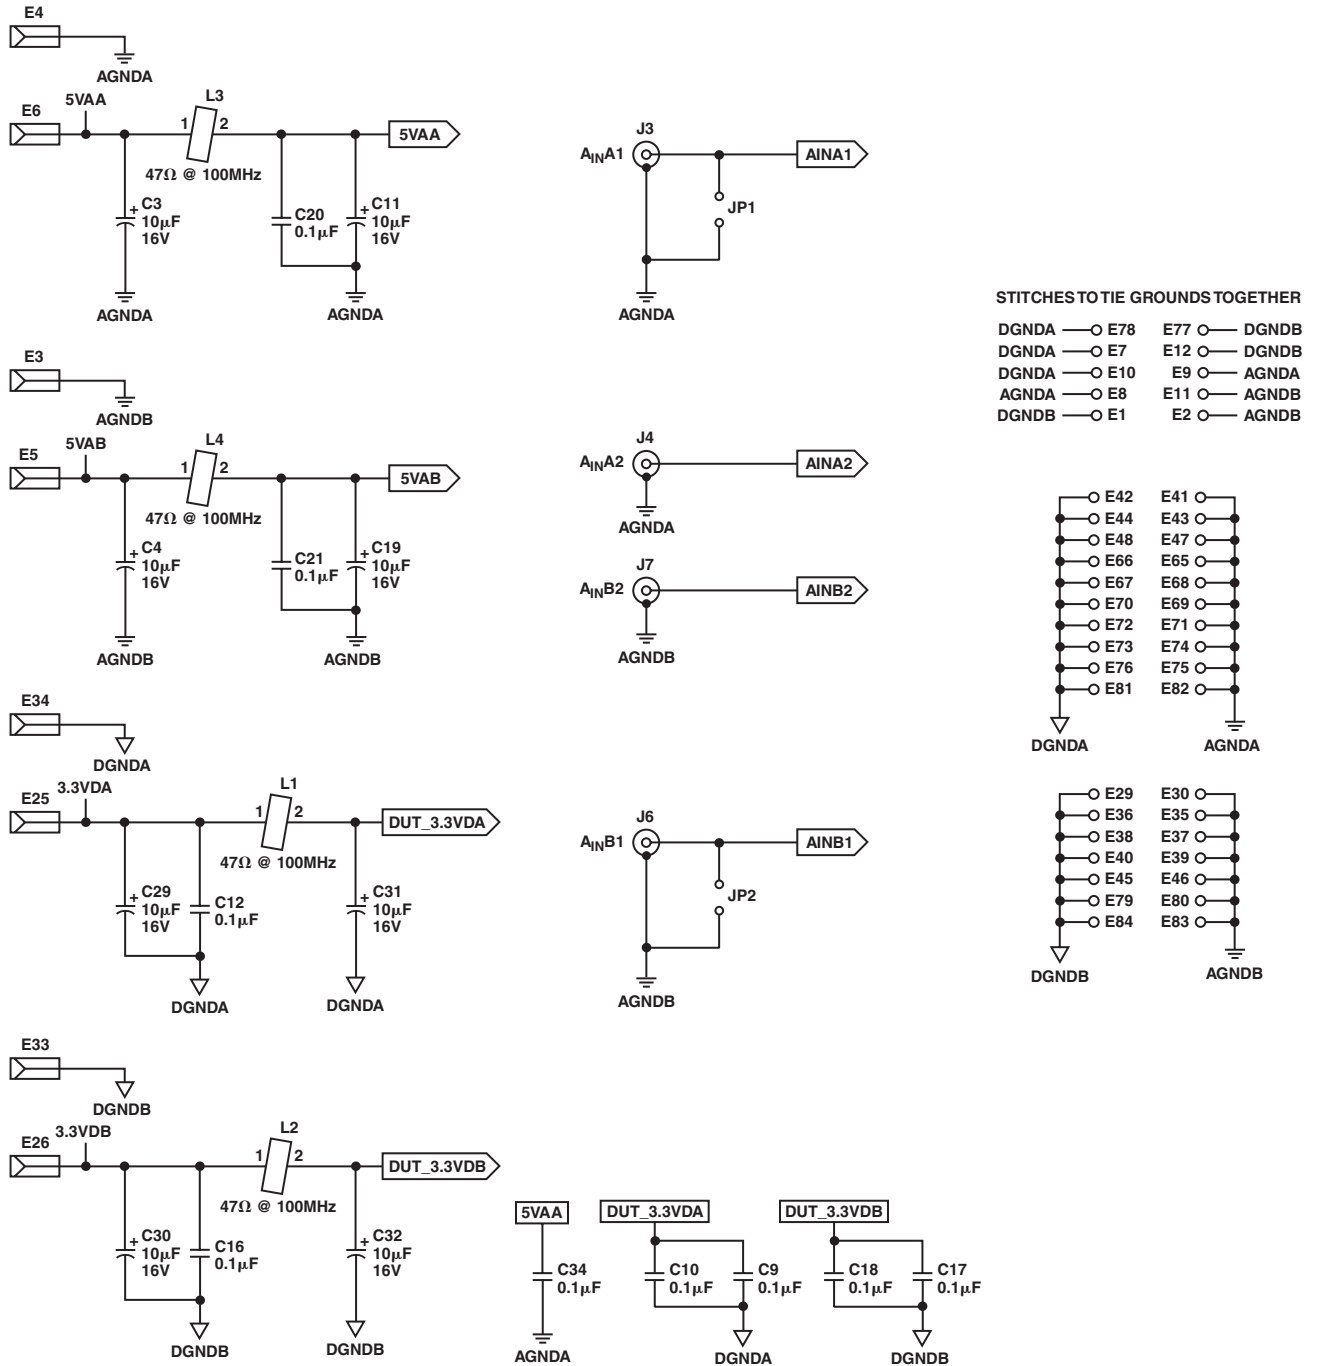 E4
AGNDA
E6
5VAA
L3
1 2
47Ω @ 100MHz
5VAA
+ C3
10µF
16V
C20
0.1µF
+ C11
10µF
16V
AGNDA
AGNDA
J3
AINA1
AINA1
JP1
AGNDA
E3
AGNDB
E5
5VAB
L4
1 2
47Ω @ 100MHz
5VAB
+ C4
10µF
16V
C21
0.1µF
+ C19
10µF
16V
AGNDB
AGNDB
J4
AINA2
AINA2
AGNDA
J7
AINB2
AINB2
AGNDB
E34
DGNDA
E25
3.3VDA
L1
1 2
47Ω @ 100MHz
DUT_3.3VDA
+ C29
10µF
16V
C12
0.1µF
+ C31
10µF
16V
DGNDA
DGNDA
J6
AINB1
AINB1
JP2
AGNDB
E33
DGNDB
E26
3.3VDB
L2
1 2
47Ω @ 100MHz
DUT_3.3VDB
+ C30
10µF
16V
C16
0.1µF
+ C32
10µF
16V
DGNDB
DGNDB
5VAA
C34
0.1µF
AGNDA
DUT_3.3VDA
C10
0.1µF
C9
0.1µF
DGNDA
DUT_3.3VDB
C18
0.1µF
C17
0.1µF
DGNDB
STITCHES TO TIE GROUNDS TOGETHER
DGNDA E78 E77 DGNDB
DGNDA E7 E12 DGNDB
DGNDA E10 E9 AGNDA
AGNDA E8 E11 AGNDB
DGNDB E1 E2 AGNDB
E42 E41
E44 E43
E48 E47
E66 E65
E67 E68
E70 E69
E72 E71
E73 E74
E76 E75
E81 E82
DGNDA AGNDA
E29 E30
E36 E35
E38 E37
E40 E39
E45 E46
E79 E80
E84 E83
DGNDB AGNDB